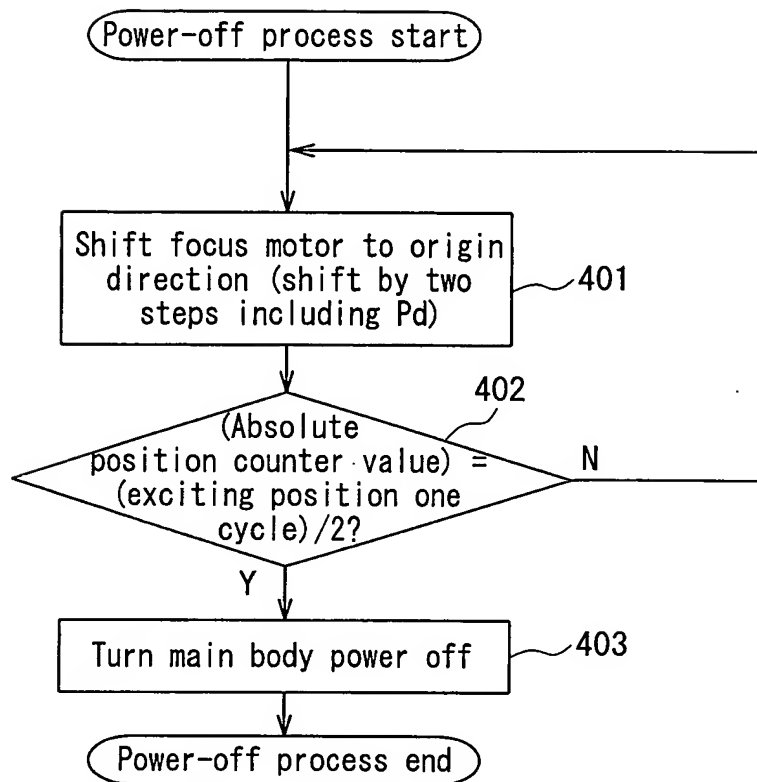 Power-off process start
Shift focus motor to origin
direction (shift by two
steps including Pd)
401
402
(Absolute
position counter value) =
(exciting position one
cycle)/2?
N
Y
Turn main body power off
403
Power-off process end